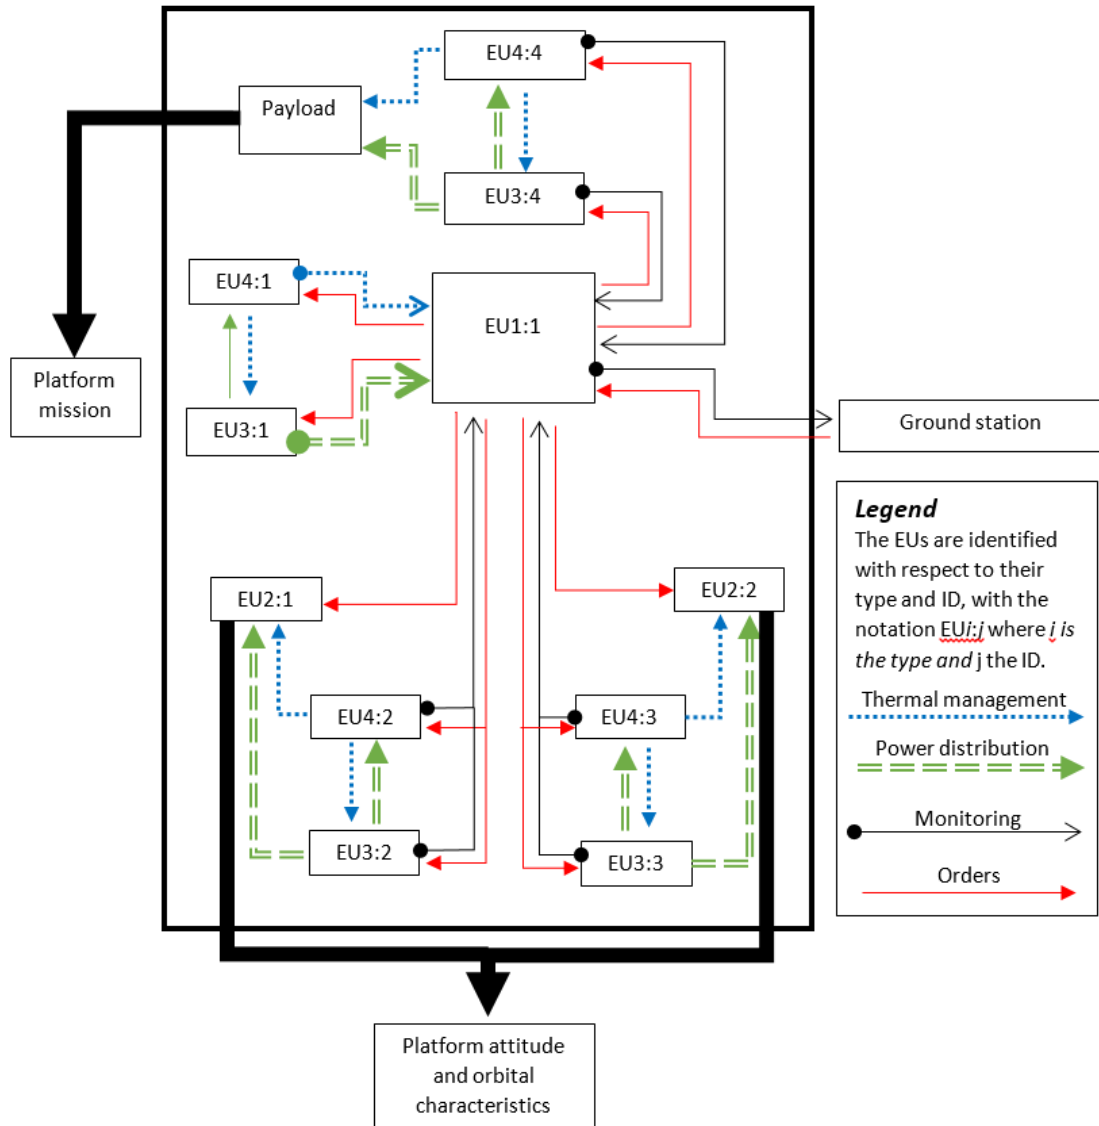 EU4:4
Payload
EU3:4
EU4:1
EU1:1
Platform
mission
EU3:1
Ground station
Legend
The EUs are identified
with respect to their
type and ID, with the
notation EUi:j where i is
the type and j the ID.
Thermal management
Power distribution
Monitoring
Orders
EU2:1
EU2:2
EU4:2
EU4:3
EU3:2
EU3:3
Platform attitude
and orbital
characteristics